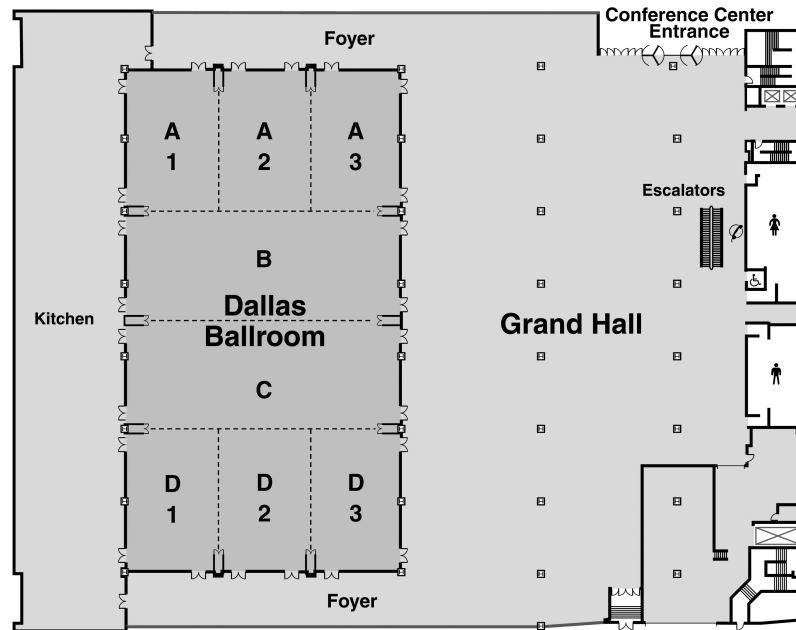 Conference Center
Entrance
Foyer
A
1
A
2
A
3
Escalators
B
Kitchen
Dallas
Ballroom
Grand Hall
C
D
1
D
2
D
3
Foyer